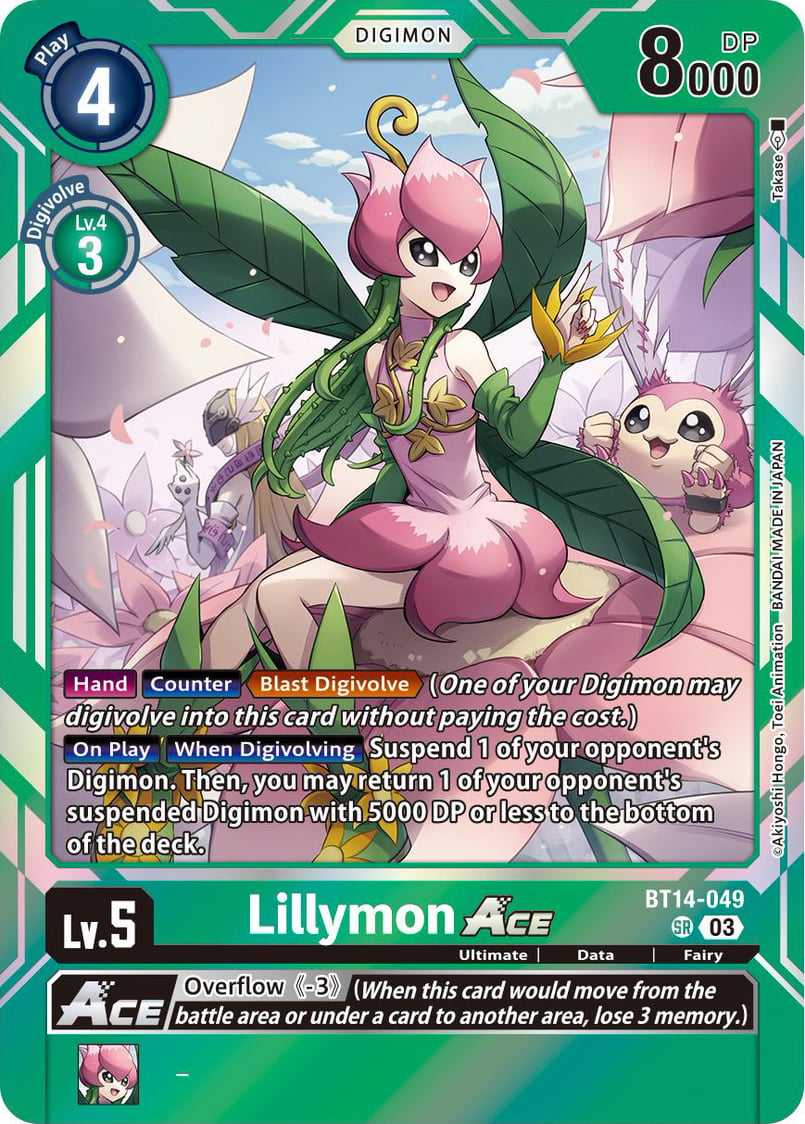 DIGIMON
Play
4
8000 DP
Digivolve
Lv.4
3
Takase
Hand Counter Blast Digivolve (One of your Digimon may
digivolve into this card without paying the cost.)
On Play When Digivolving Suspend 1 of your opponent's
Digimon. Then, you may return 1 of your opponent's
suspended Digimon with 5000 DP or less to the bottom
of the deck.
©Akiyoshi Hongo, Toei Animation BANDAI MADE IN JAPAN
Lv.5
Lillymon ACE
BT14-049
SR 03
Ultimate | Data | Fairy
ACE
Overflow 《-3》 (When this card would move from the
battle area or under a card to another area, lose 3 memory.)
–